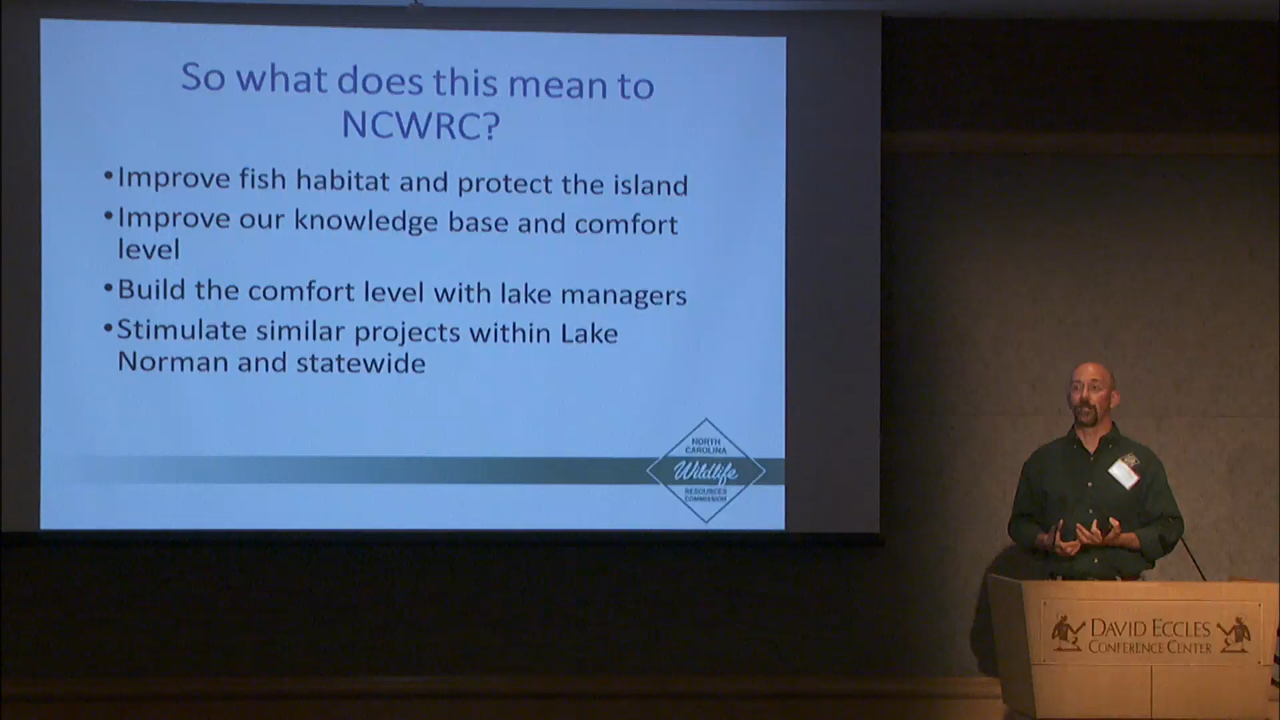 So what does this mean to
NCWRC?
•Improve fish habitat and protect the island
•Improve our knowledge base and comfort
level
•Build the comfort level with lake managers
•Stimulate similar projects within Lake
Norman and statewide
NORTH
CAROLINA
Wildlife
RESOURCES
COMMISSION
DAVID ECCLES
CONFERENCE CENTER